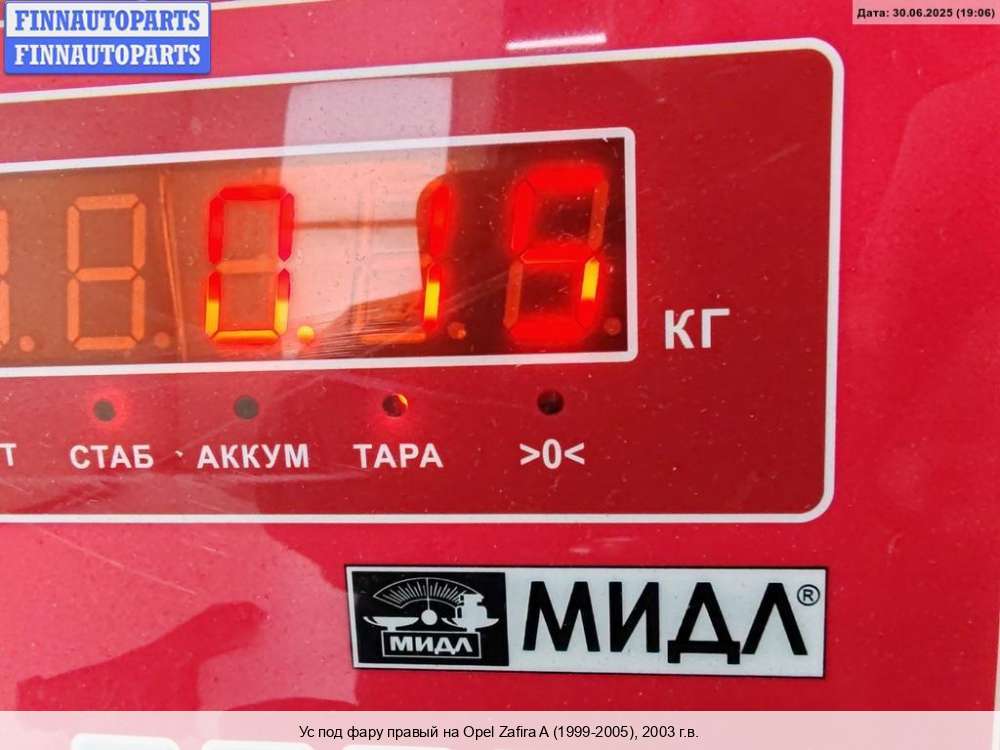 FINNAUTOPARTS
FINNAUTOPARTS
Дата: 30.06.2025 (19:06)
0.15
КГ
Т СТАБ АККУМ ТАРА >0<
МИДЛ
МИДЛ®
Ус под фару правый на Opel Zafira A (1999-2005), 2003 г.в.